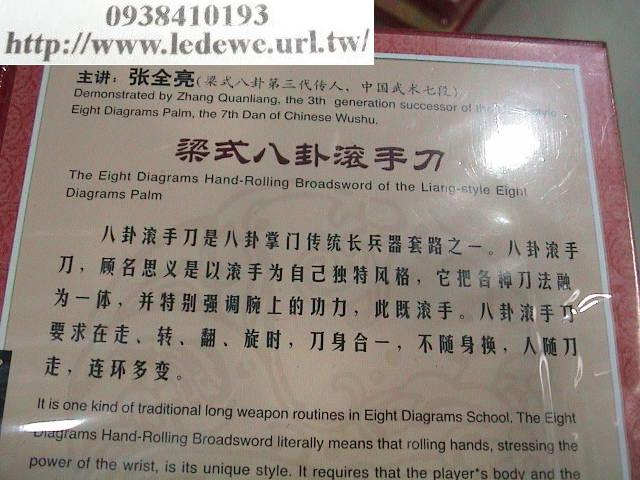 0938410193
http://www.ledewe.url.tw/
主讲：张全亮(梁式八卦第三代传人，中国武术七段)
Demonstrated by Zhang Quanliang, the 3th generation successor of the
Eight Diagrams Palm, the 7th Dan of Chinese Wushu.
梁式八卦滚手刀
The Eight Diagrams Hand-Rolling Broadsword of the Liang-style Eight
Diagrams Palm
八卦滚手刀是八卦掌门传统长兵器套路之一。八卦滚手
刀，顾名思义是以滚手为自己独特风格，它把各种刀法融
为一体，并特别强调腕上的功力，此既滚手。八卦滚手刀
要求在走、转、翻、旋时，刀身合一，不随身换，人随刀
走，连环多变。
It is one kind of traditional long weapon routines in Eight Diagrams School. The Eight
Diagrams Hand-Rolling Broadsword literally means that rolling hands, stressing the
power of the wrist, is its unique style. It requires that the player*s body and the